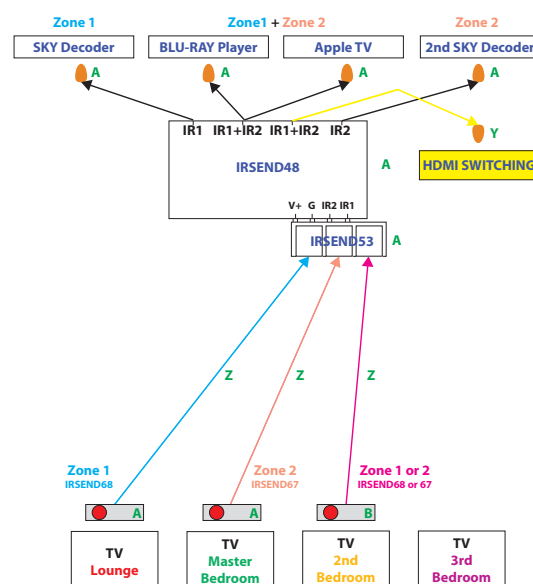 Zone 1
Zone1 + Zone 2
Zone 2
SKY Decoder
BLU-RAY Player
Apple TV
2nd SKY Decoder
A
A
A
A
IR1 IR1+IR2 IR1+IR2 IR2
Y
IRSEND48
A
HDMI SWITCHING
V+ G IR2 IR1
IRSEND53
A
Z
Z
Z
Zone 1
IRSEND68
Zone 2
IRSEND67
Zone 1 or 2
IRSEND68 or 67
A
A
B
TV
Lounge
TV
Master
Bedroom
TV
2nd
Bedroom
TV
3rd
Bedroom